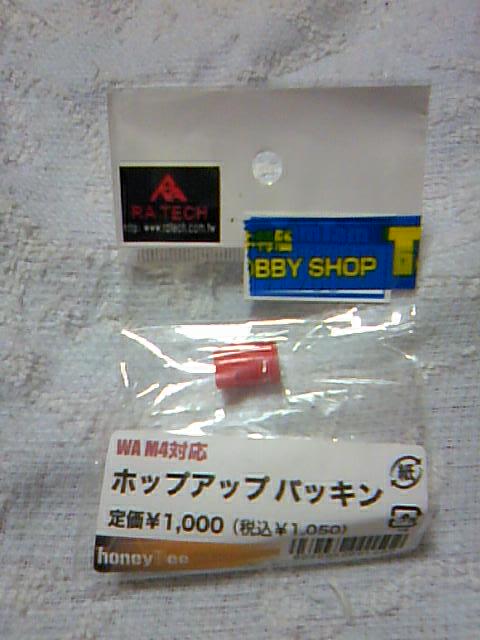 RA TECH
http: www.ratech.com.tw
OBBY SHOP
T
WA M4対応
ホップアップパッキン
紙
定価¥1,000 (税込¥1,050)
honeyBee